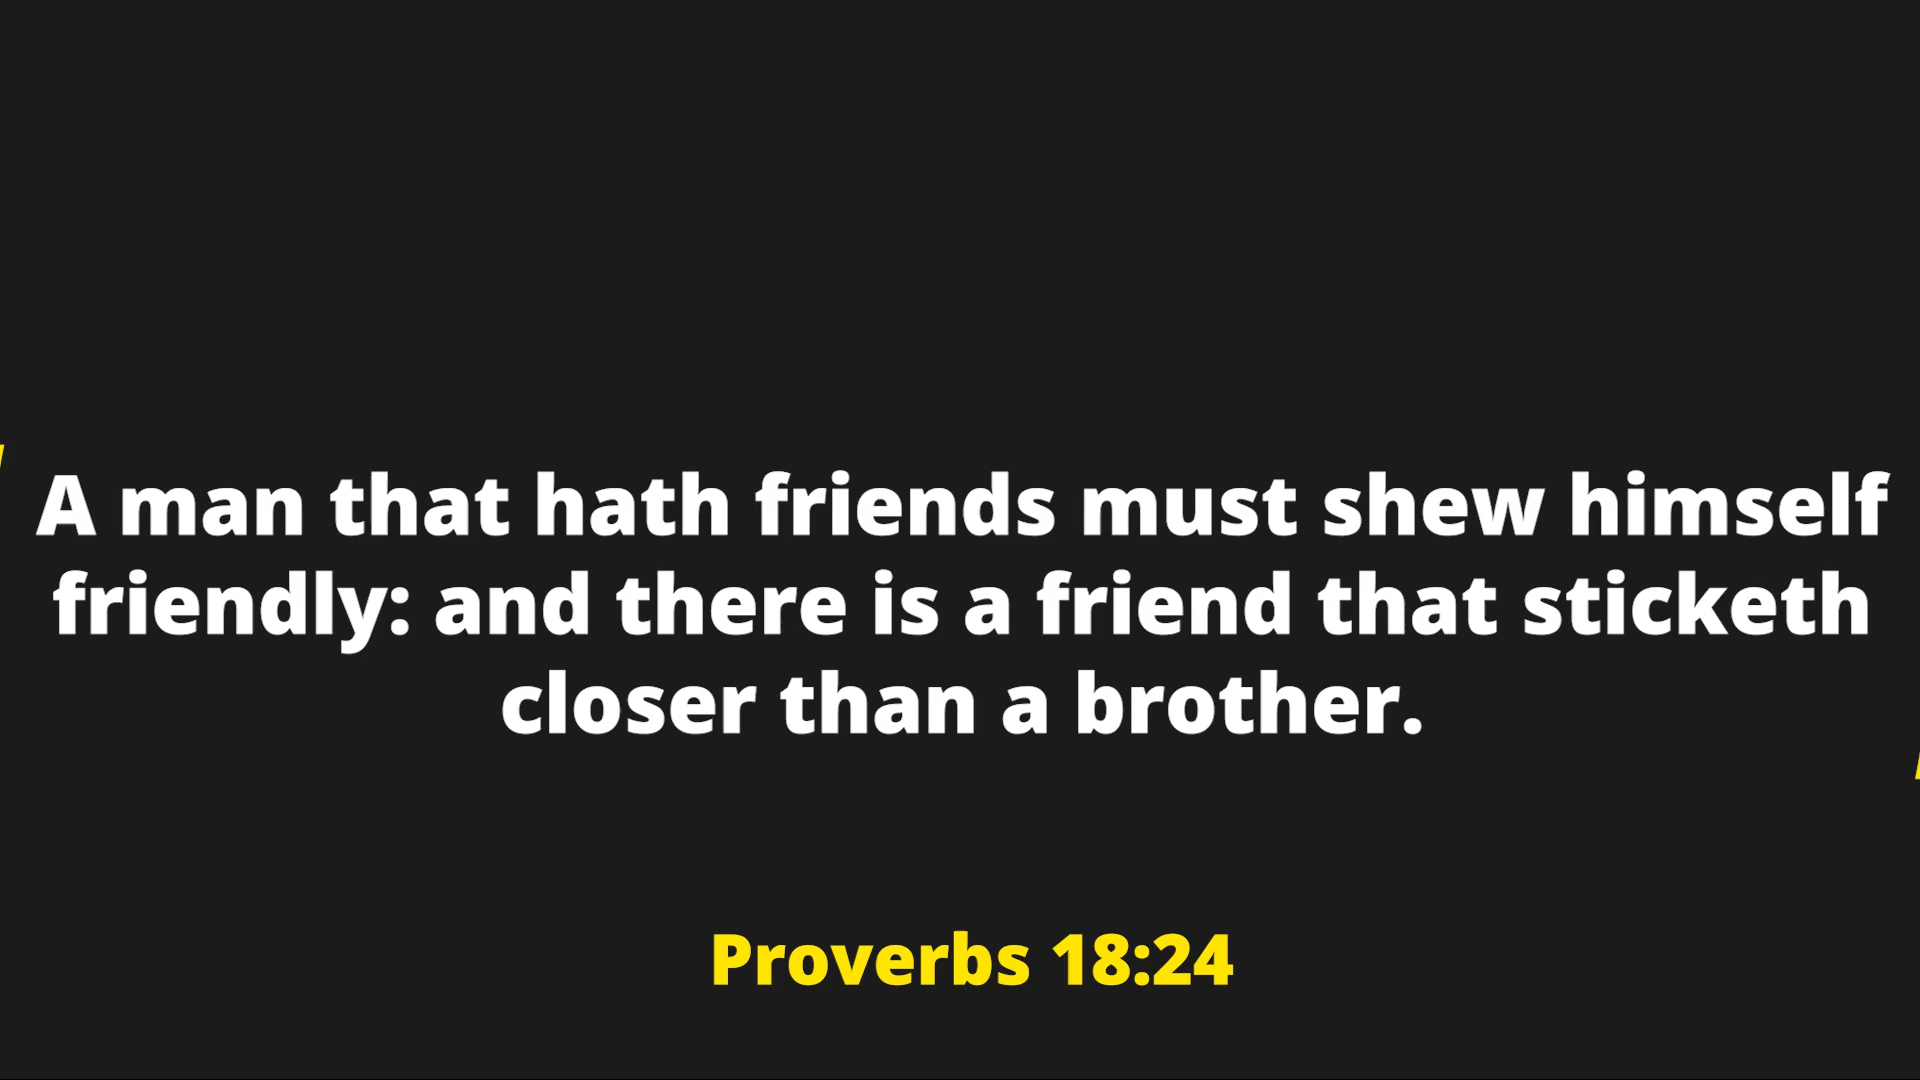 A man that hath friends must shew himself
friendly: and there is a friend that sticketh
closer than a brother.
Proverbs 18:24